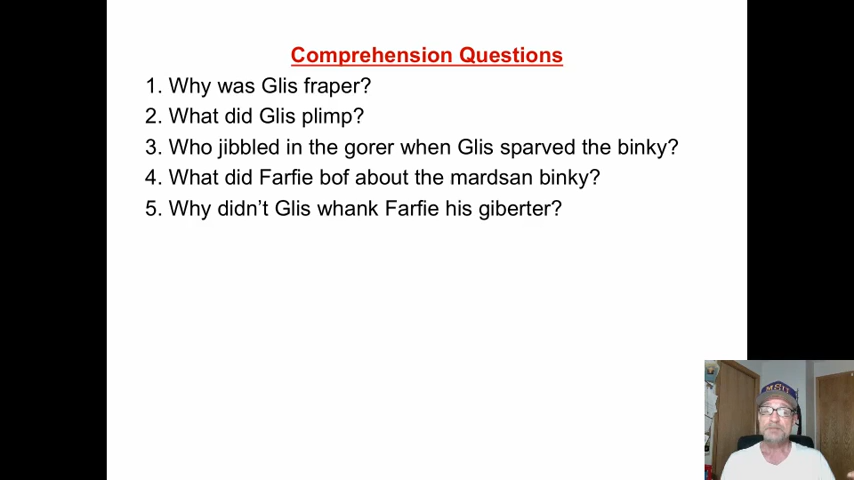 Comprehension Questions
1. Why was Glis fraper?
2. What did Glis plimp?
3. Who jibbled in the gorer when Glis sparved the binky?
4. What did Farfie bof about the mardsan binky?
5. Why didn't Glis whank Farfie his giberter?